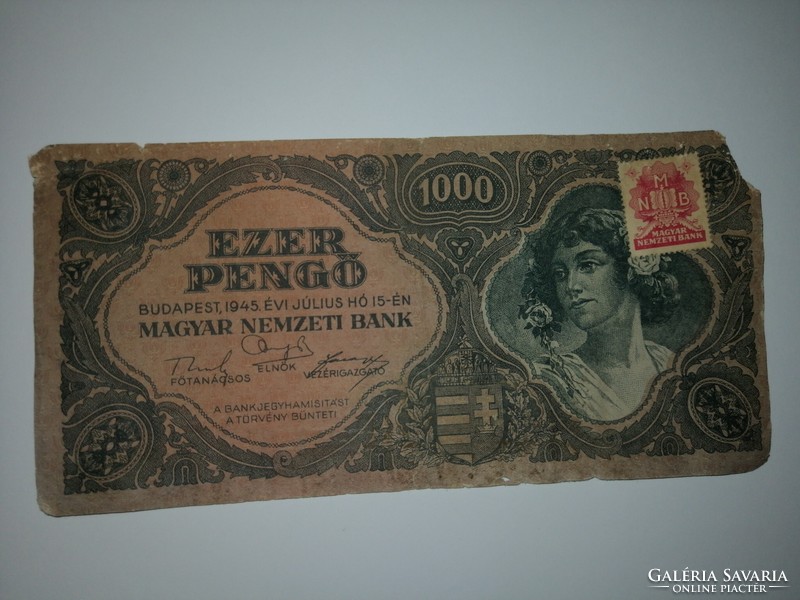 1000
M
N B
MAGYAR
NEMZETI BANK
EZER
PENGŐ
BUDAPEST, 1945. ÉVI JÚLIUS HÓ 15-ÉN
MAGYAR NEMZETI BANK
ELNÖK
FŐTANÁCSOS
VEZÉRIGAZGATÓ
A BANKJEGYHAMISÍTÁST
A TÖRVÉNY BÜNTETI
GALÉRIA SAVARIA
ONLINE PIACTÉR